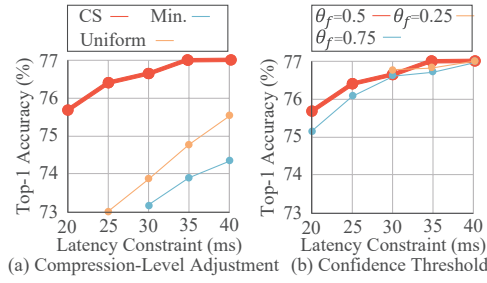 CS Min.
Uniform
Top-1 Accuracy (%)
77
76
75
74
73
20 25 30 35 40
Latency Constraint (ms)
(a) Compression-Level Adjustment
θf=0.5 θf=0.25
θf=0.75
Top-1 Accuracy (%)
77
76
75
74
73
20 25 30 35 40
Latency Constraint (ms)
(b) Confidence Threshold